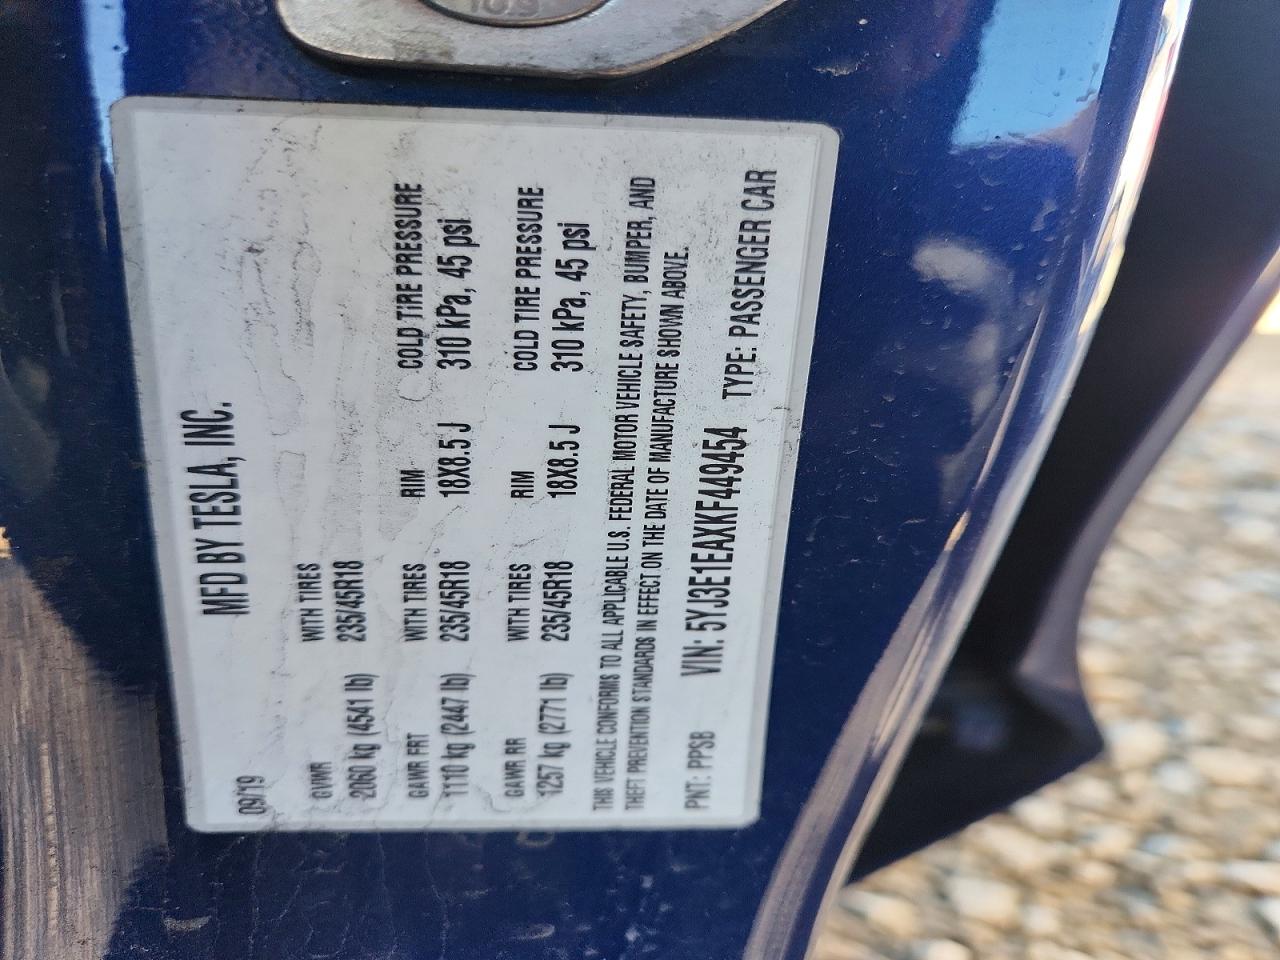 10.9
MFD BY TESLA, INC.
09/19
GVWR WITH TIRES
2060 kg (4541 lb) 235/45R18
GAWR FRT WITH TIRES RIM COLD TIRE PRESSURE
1110 kg (2447 lb) 235/45R18 18X8.5 J 310 kPa, 45 psi
GAWR RR WITH TIRES RIM COLD TIRE PRESSURE
1257 kg (2771 lb) 235/45R18 18X8.5 J 310 kPa, 45 psi
THIS VEHICLE CONFORMS TO ALL APPLICABLE U.S. FEDERAL MOTOR VEHICLE SAFETY, BUMPER, AND
THEFT PREVENTION STANDARDS IN EFFECT ON THE DATE OF MANUFACTURE SHOWN ABOVE.
PNT: PPSB VIN: 5YJ3E1EAXKF449454 TYPE: PASSENGER CAR